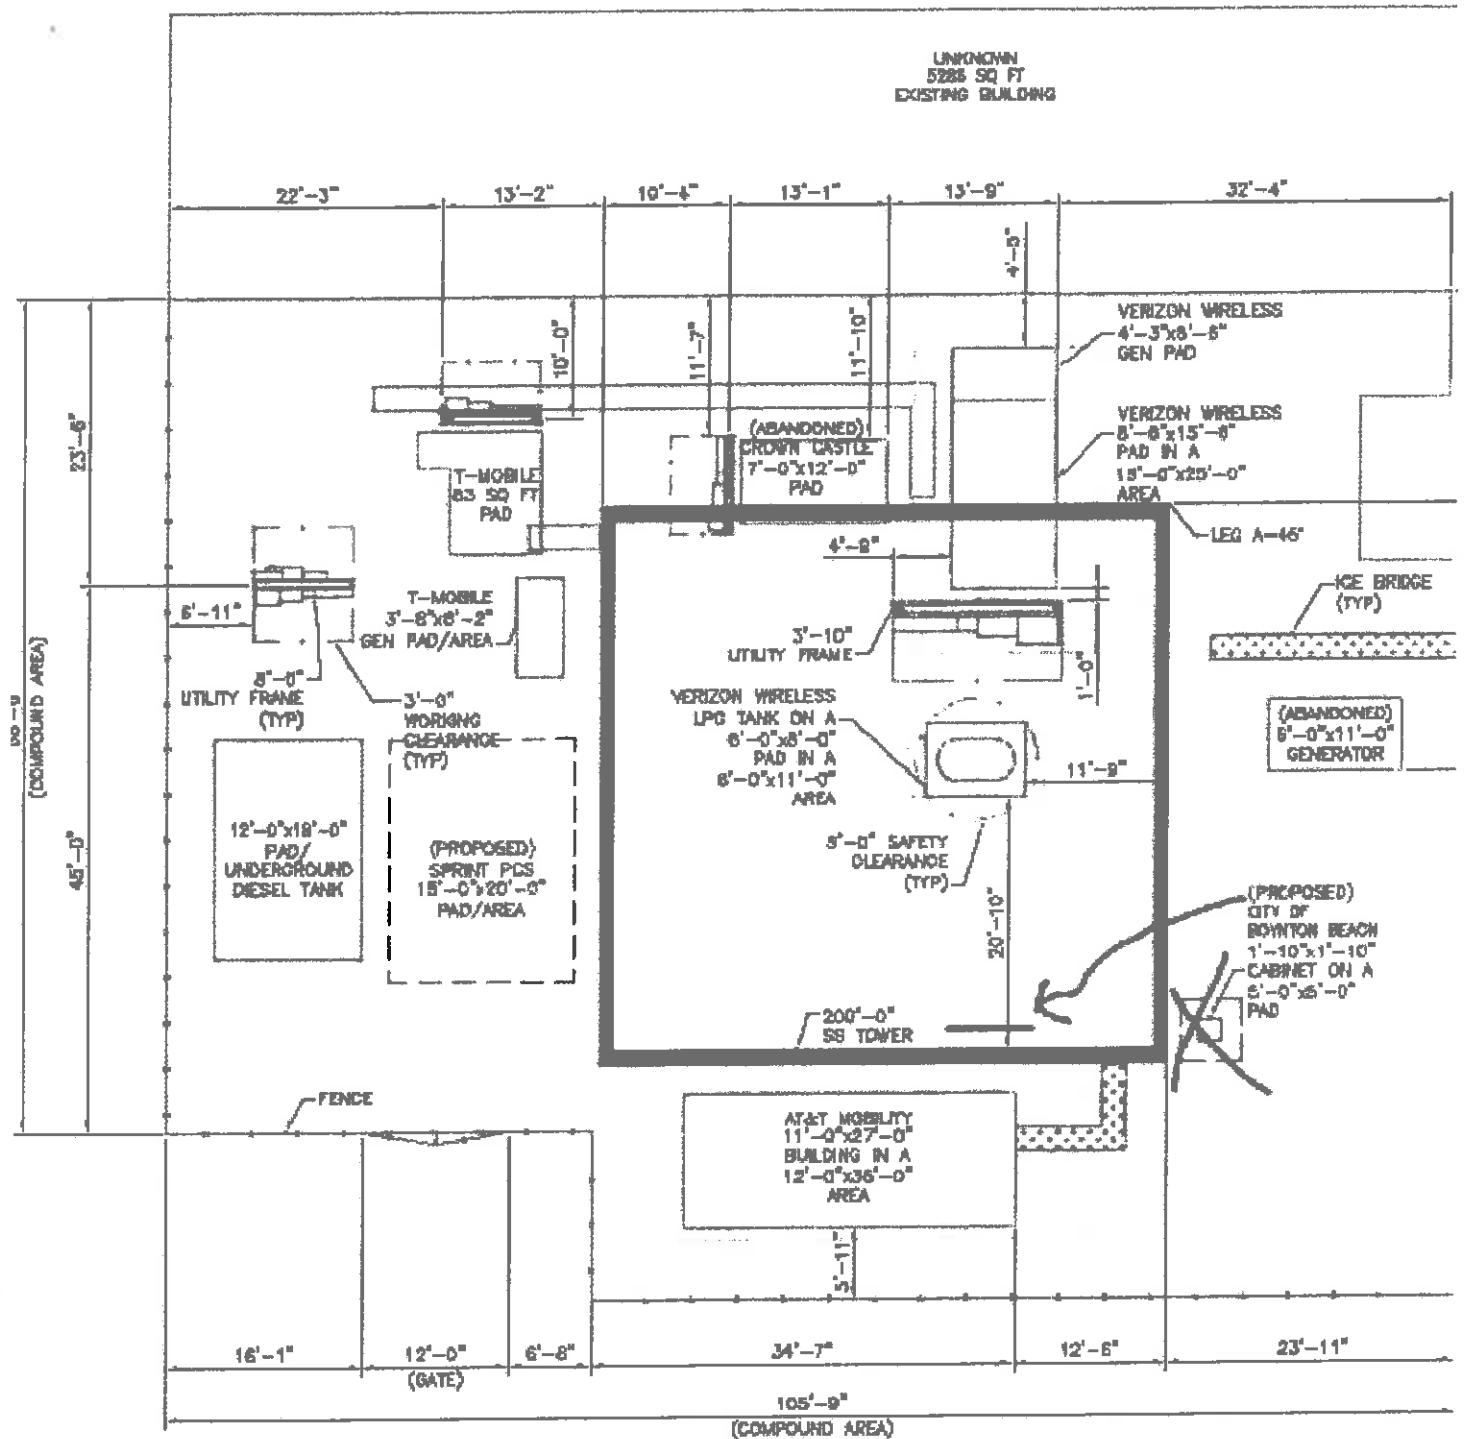 UNKNOWN
5285 SQ FT
EXISTING BUILDING
22'-3"
13'-2"
10'-4"
13'-1"
13'-9"
32'-4"
4'-5"
10'-0"
11'-7"
11'-10"
VERIZON WIRELESS
4'-3"x8'-6"
GEN PAD
VERIZON WIRELESS
8'-6"x15'-6"
PAD IN A
15'-0"x25'-0"
AREA
LEG A-45°
23'-6"
(ABANDONED)
CROWN CASTLE
7'-0"x12'-0"
PAD
T-MOBILE
83 SQ FT
PAD
4'-9"
ICE BRIDGE
(TYP)
T-MOBILE
3'-8"x8'-2"
GEN PAD/AREA
6'-11"
3'-10"
UTILITY FRAME
1'-0"
8'-0"
UTILITY FRAME
(TYP)
3'-0"
WORKING
CLEARANCE
(TYP)
VERIZON WIRELESS
LPG TANK ON A
6'-0"x8'-0"
PAD IN A
6'-0"x11'-0"
AREA
(ABANDONED)
5'-0"x11'-0"
GENERATOR
11'-9"
(COMPOUND AREA)
45'-0"
12'-0"x18'-0"
PAD/
UNDERGROUND
DIESEL TANK
(PROPOSED)
SPRINT PCS
15'-0"x20'-0"
PAD/AREA
5'-0" SAFETY
CLEARANCE
(TYP)
20'-10"
(PROPOSED)
CITY OF
BOYNTON BEACH
1'-10"x1'-10"
CABINET ON A
5'-0"x5'-0"
PAD
200'-0"
SS TOWER
FENCE
AT&T MOBILITY
11'-0"x27'-0"
BUILDING IN A
12'-0"x36'-0"
AREA
5'-11"
16'-1"
12'-0"
(GATE)
6'-8"
34'-7"
12'-6"
23'-11"
105'-9"
(COMPOUND AREA)